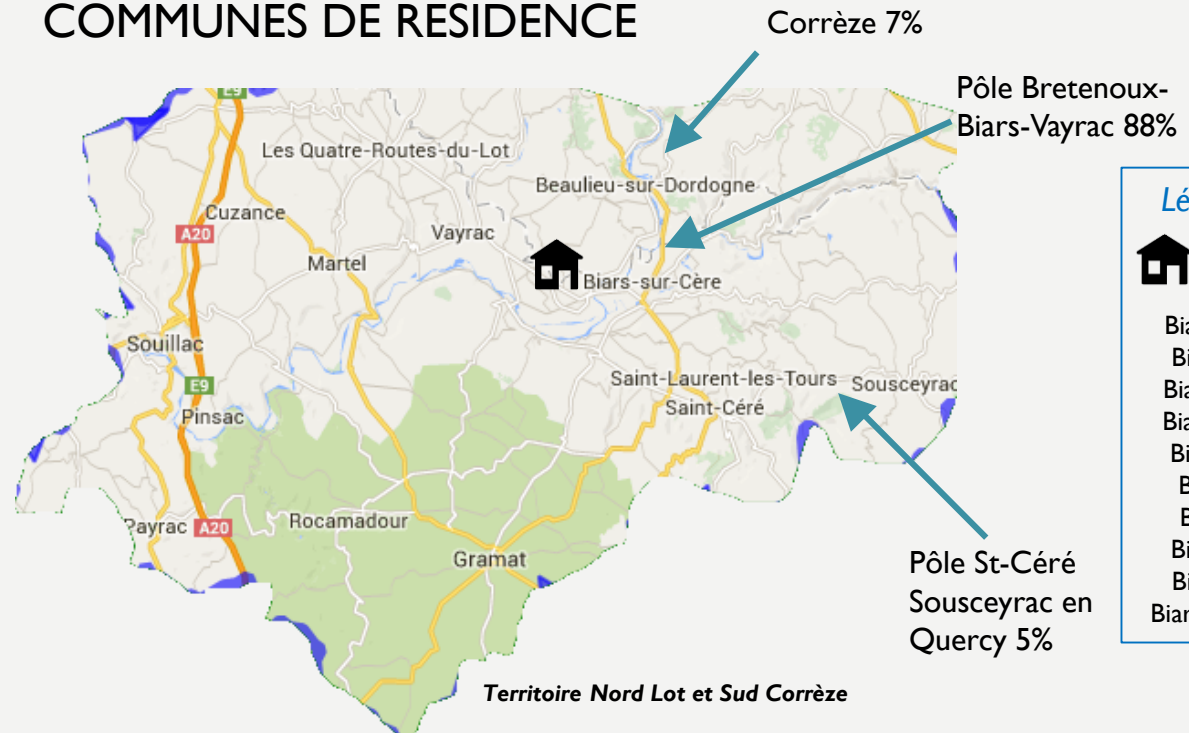 COMMUNES DE RESIDENCE
Corrèze 7%
Pôle Bretenoux-
Biars-Vayrac 88%
E9
Les Quatre-Routes-du-Lot
Beaulieu-sur-Dordogne
Cuzance
A20
Vayrac
Martel
Biars-sur-Cère
Souillac
E9
Saint-Laurent-les-Tours
Sousceyrac
Saint-Céré
Pinsac
Payrac
A20
Rocamadour
Gramat
Pôle St-Céré
Sousceyrac en
Quercy 5%
Territoire Nord Lot et Sud Corrèze